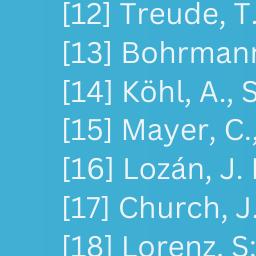 [12] Treude, T.
[13] Bohrmann
[14] Köhl, A., S
[15] Mayer, C.,
[16] Lozán, J.
[17] Church, J.
[18] Lorenz, S: